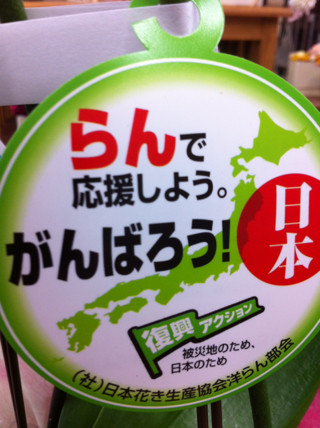 らんで
応援しよう。
がんばろう!
日本
復興アクション
被災地のため、
日本のため
(社)日本花き生産協会洋らん部会